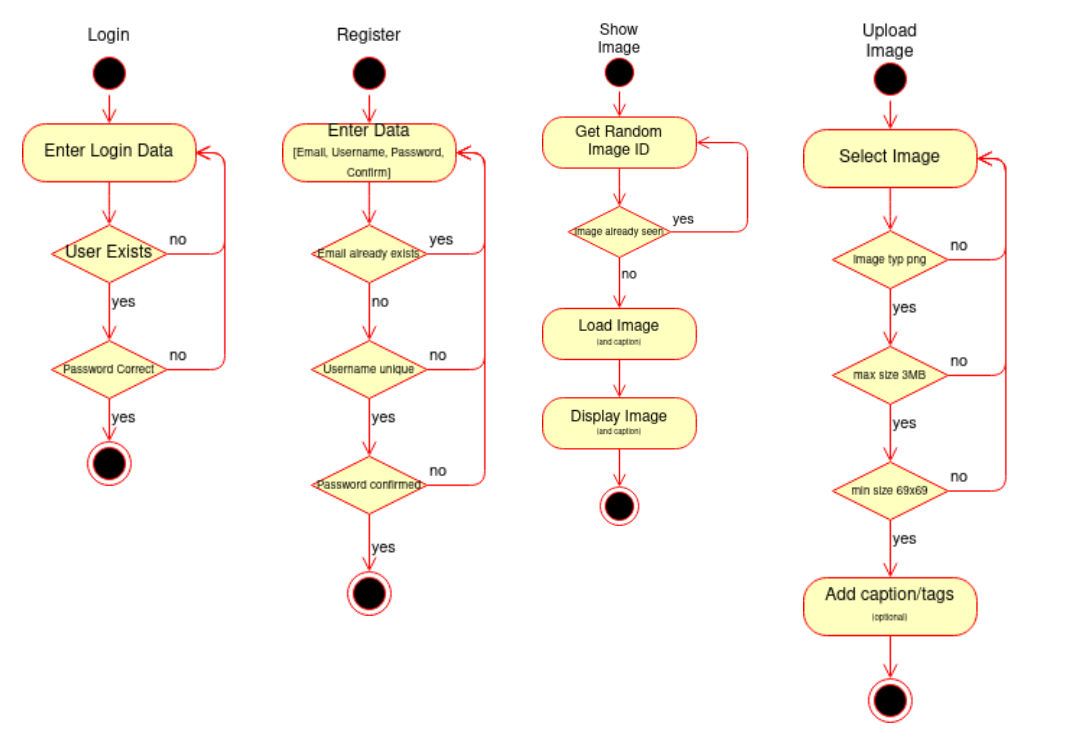 Login
Enter Login Data
User Exists
no
yes
Password Correct
no
yes
Register
Enter Data
[Email, Username, Password,
Confirm]
Email already exists
yes
no
Username unique
no
yes
Password confirmed
no
yes
Show
Image
Get Random
Image ID
Image already seen
yes
no
Load Image
(and caption)
Display Image
(and caption)
Upload
Image
Select Image
Image typ png
no
yes
max size 3MB
no
yes
min size 69x69
no
yes
Add caption/tags
(optional)